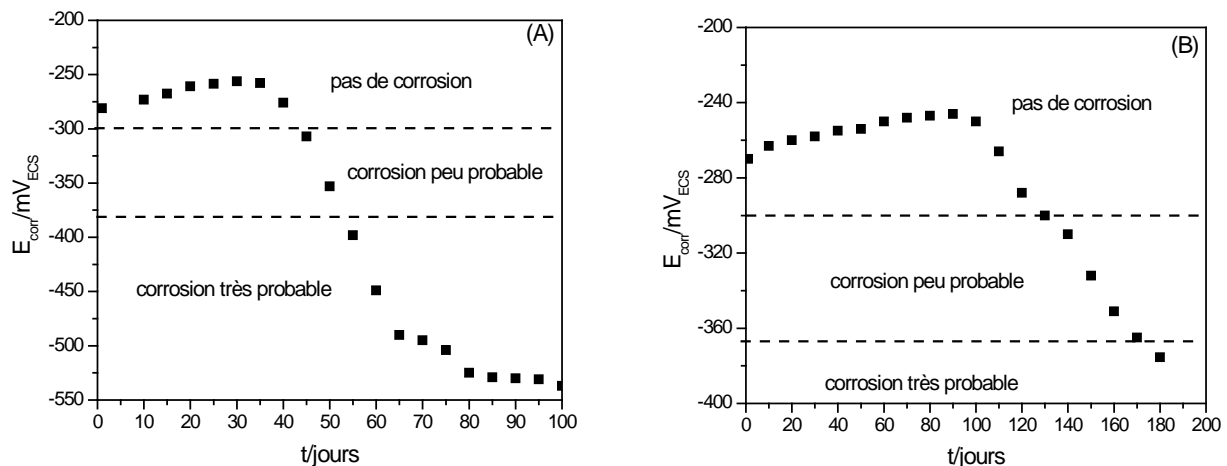 (A)
-200
-250
-300
-350
-400
-450
-500
-550
E_corr/mV_ECS
pas de corrosion
corrosion peu probable
corrosion très probable
0 10 20 30 40 50 60 70 80 90 100
t/jours
(B)
-200
-240
-280
-320
-360
-400
E_corr/mV_ECS
pas de corrosion
corrosion peu probable
corrosion très probable
0 20 40 60 80 100 120 140 160 180 200
t/jours